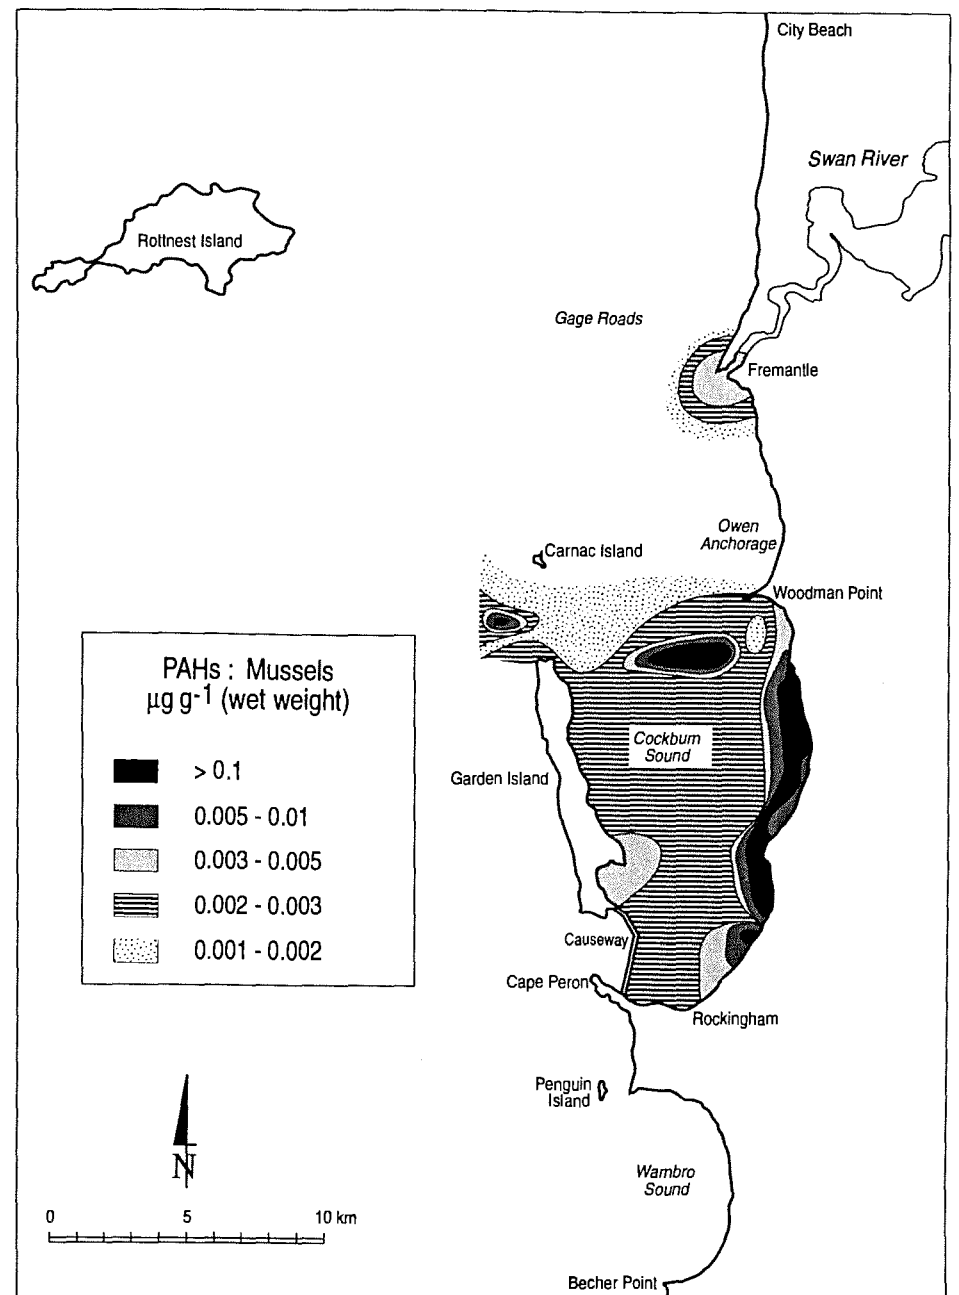 City Beach
Swan River
Rottnest Island
Gage Roads
Fremantle
Owen
Anchorage
Carnac Island
Woodman Point
PAHs : Mussels
µg g-1 (wet weight)
> 0.1
0.005 - 0.01
0.003 - 0.005
0.002 - 0.003
0.001 - 0.002
Cockburn
Sound
Garden Island
Causeway
Cape Peron
Rockingham
Penguin
Island
N
Warnbro
Sound
0 5 10 km
Becher Point